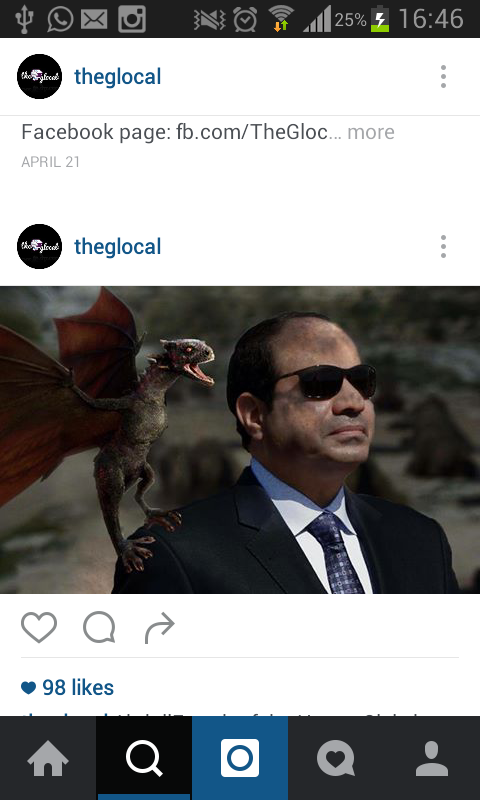 25% 16:46
theglocal
Facebook page: fb.com/TheGloc... more
APRIL 21
theglocal
98 likes